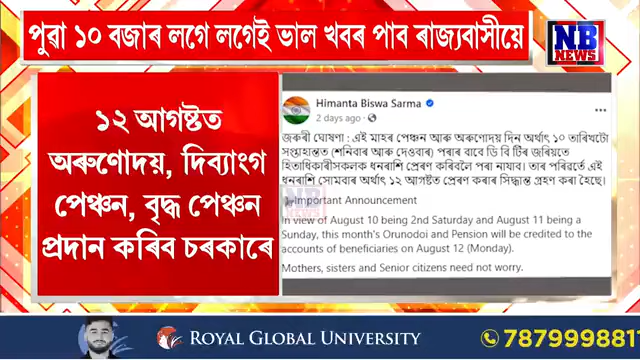 পুৱা ১০ বজাৰ লগে লগেই ভাল খবৰ পাব ৰাজ্যবাসীয়ে
NB
NEWS
১২ আগষ্টত
অৰুণোদয়, দিব্যাংগ
পেঞ্চন, বৃদ্ধ পেঞ্চন
প্ৰদান কৰিব চৰকাৰে
Himanta Biswa Sarma
2 days ago ·
জৰুৰী ঘোষণা : এই মাহৰ পেঞ্চন আৰু অৰুণোদয় দিন অৰ্থাৎ ১০ তাৰিখটো
সপ্তাহান্তত (শনিবাৰ আৰু দেওবাৰ) পৰাৰ বাবে ডি বি টিৰ জৰিয়তে
হিতাধিকাৰীসকলক ধনৰাশি প্ৰেৰণ কৰিবলৈ পৰা নাযাব। তাৰ পৰিৱৰ্তে এই
ধনৰাশি সোমবাৰ অৰ্থাৎ ১২ আগষ্টত প্ৰেৰণ কৰাৰ সিদ্ধান্ত গ্ৰহণ কৰা হৈছে।
Important Announcement
In view of August 10 being 2nd Saturday and August 11 being a
Sunday, this month's Orunodoi and Pension will be credited to the
accounts of beneficiaries on August 12 (Monday).
Mothers, sisters and Senior citizens need not worry.
NB
NEWS
ROYAL GLOBAL UNIVERSITY
787999881